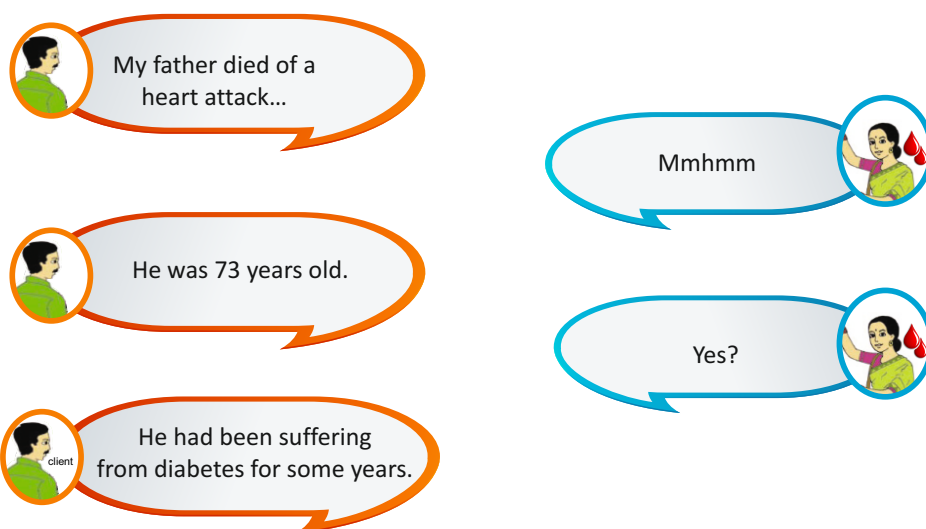 My father died of a
heart attack...
Mmhmm
He was 73 years old.
Yes?
client
He had been suffering
from diabetes for some years.